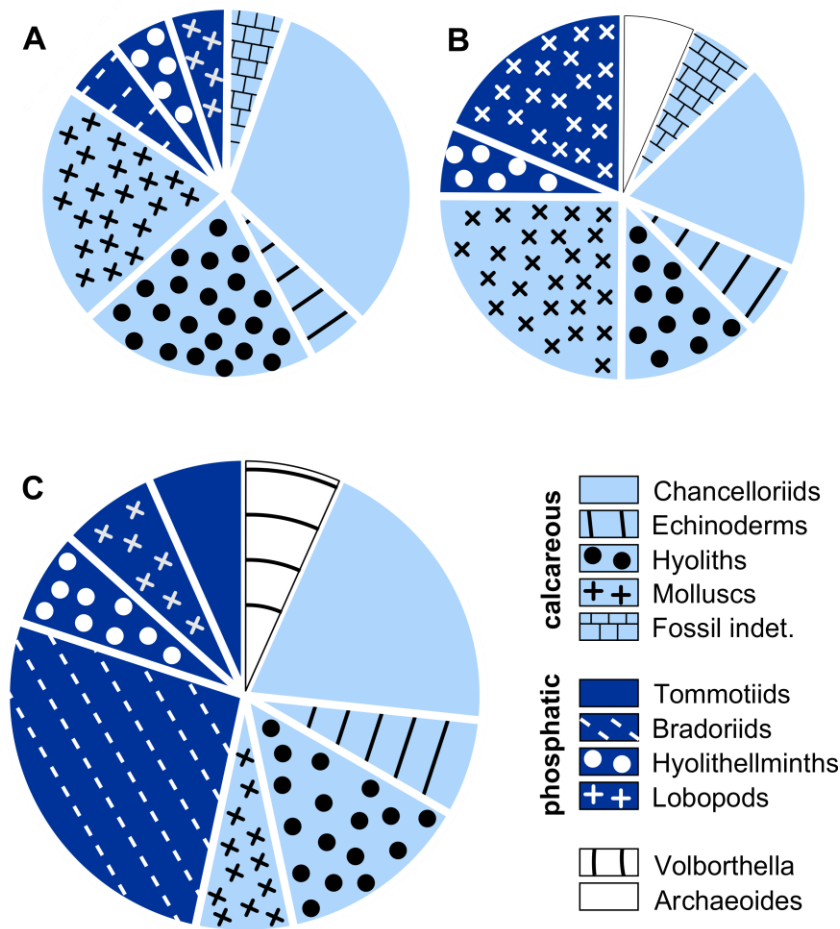 A
B
C
calcareous
Chancelloriids
Echinoderms
Hyoliths
Molluscs
Fossil indet.
phosphatic
Tommotiids
Bradoriids
Hyolithellminths
Lobopods
Volborthella
Archaeoides